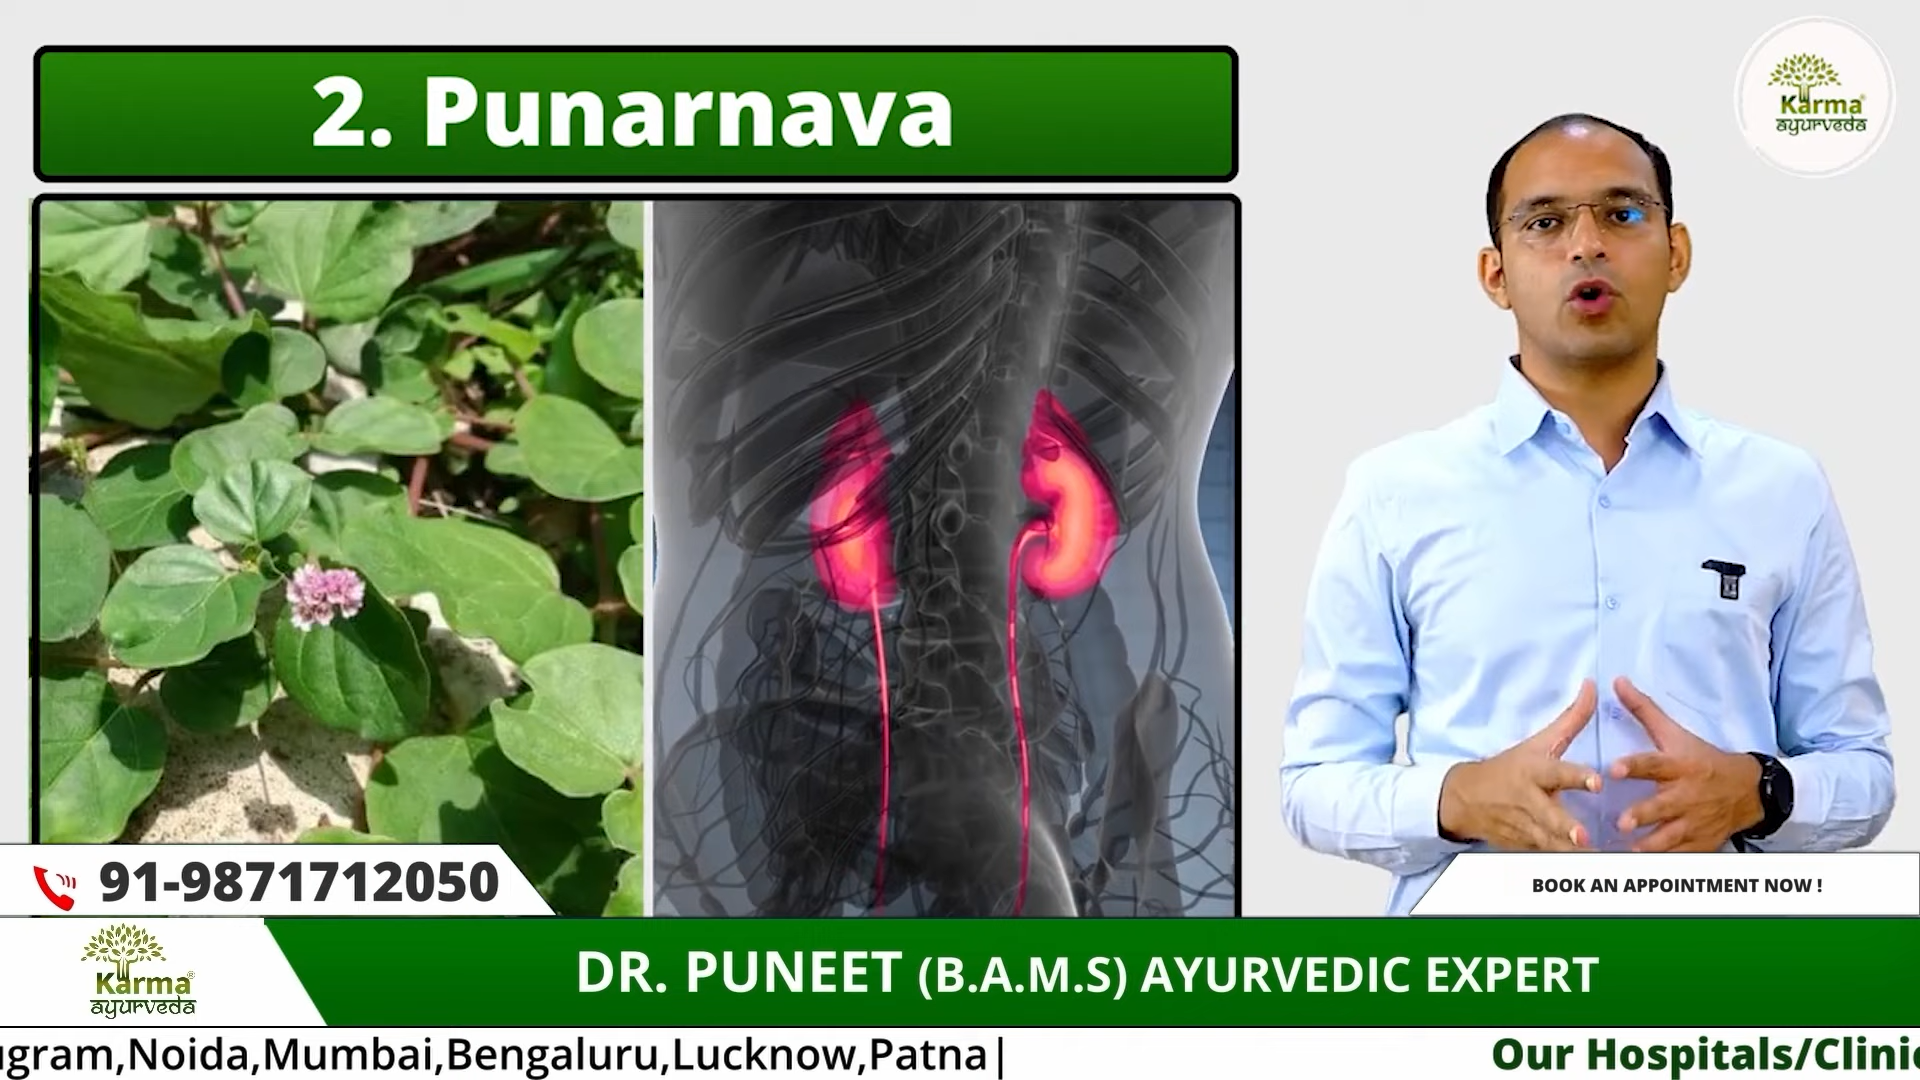 2. Punarnava
Karma
ayurveda
91-9871712050
BOOK AN APPOINTMENT NOW !
Karma®
ayurveda
DR. PUNEET (B.A.M.S) AYURVEDIC EXPERT
ugram,Noida,Mumbai,Bengaluru,Lucknow,Patna| Our Hospitals/Clinic